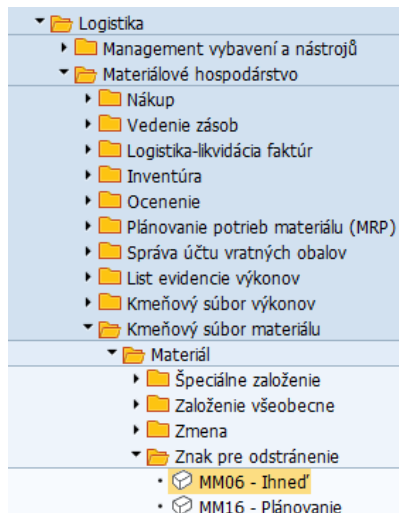 Logistika
Management vybavení a nástrojů
Materiálové hospodárstvo
Nákup
Vedenie zásob
Logistika-likvidácia faktúr
Inventúra
Ocenenie
Plánovanie potrieb materiálu (MRP)
Správa účtu vratných obalov
List evidencie výkonov
Kmeňový súbor výkonov
Kmeňový súbor materiálu
Materiál
Špeciálne založenie
Založenie všeobecne
Zmena
Znak pre odstránenie
MM06 - Ihneď
MM16 - Plánovanie